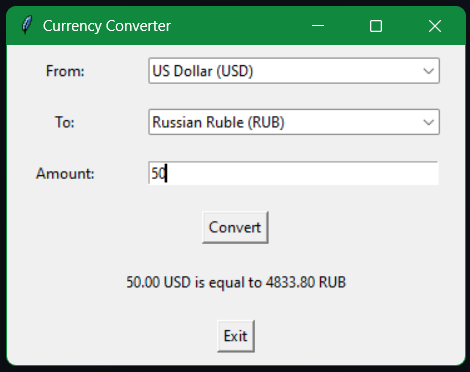 Currency Converter
From: US Dollar (USD)
To: Russian Ruble (RUB)
Amount: 50
Convert
50.00 USD is equal to 4833.80 RUB
Exit